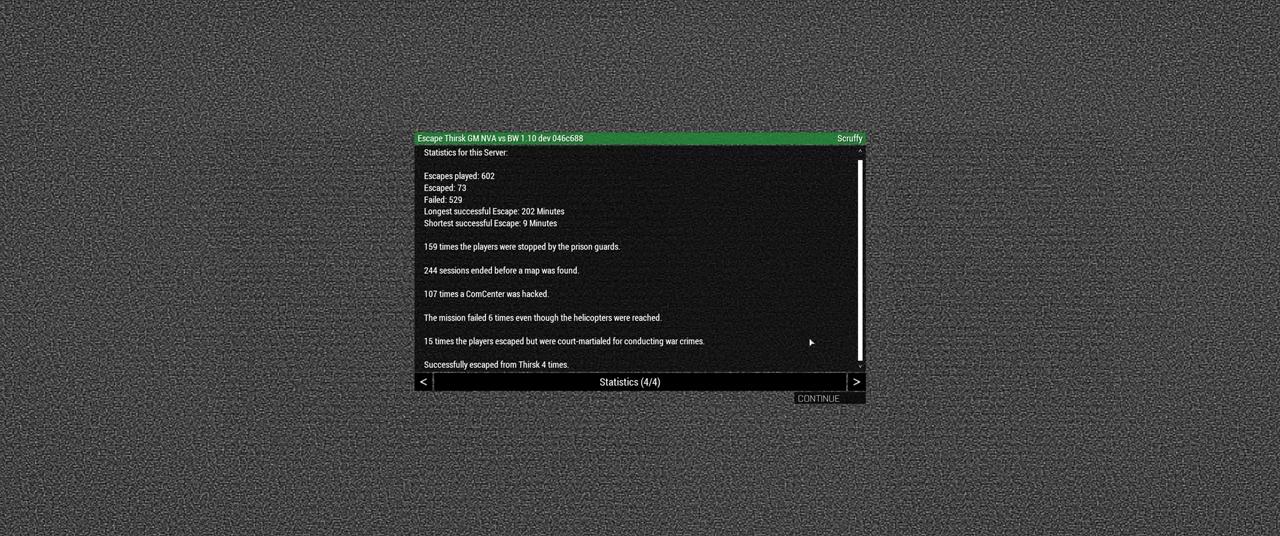 Escape Thirsk GM NVA vs BW 1.10 dev 046c688 Scruffy
Statistics for this Server:
Escapes played: 602
Escaped: 73
Failed: 529
Longest successful Escape: 202 Minutes
Shortest successful Escape: 9 Minutes
159 times the players were stopped by the prison guards.
244 sessions ended before a map was found.
107 times a ComCenter was hacked.
The mission failed 6 times even though the helicopters were reached.
15 times the players escaped but were court-martialed for conducting war crimes.
Successfully escaped from Thirsk 4 times.
< Statistics (4/4) >
CONTINUE